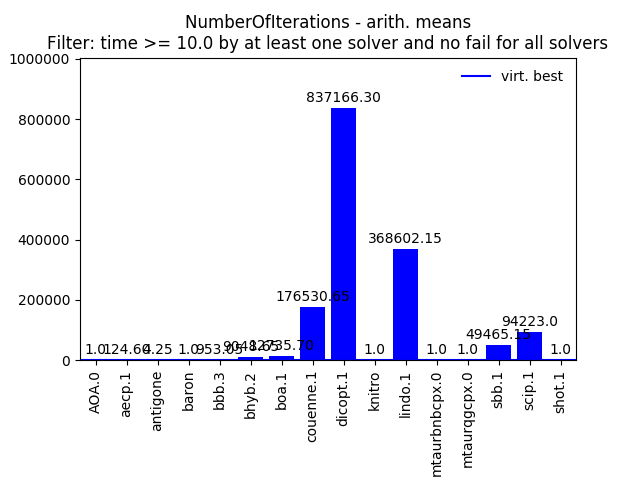 NumberOfIterations - arith. means
Filter: time >= 10.0 by at least one solver and no fail for all solvers
virt. best
1000000
800000
600000
400000
200000
0
1.0
124.60
4.25
1.0
953.05
12735.70
176530.65
837166.30
1.0
368602.15
1.0
1.0
49465.15
94223.0
1.0
AOA.0
aecp.1
antigone
baron
bbb.3
bhyb.2
boa.1
couenne.1
dicopt.1
knitro
lindo.1
mtaurbnbcpx.0
mtaurqgcpx.0
sbb.1
scip.1
shot.1